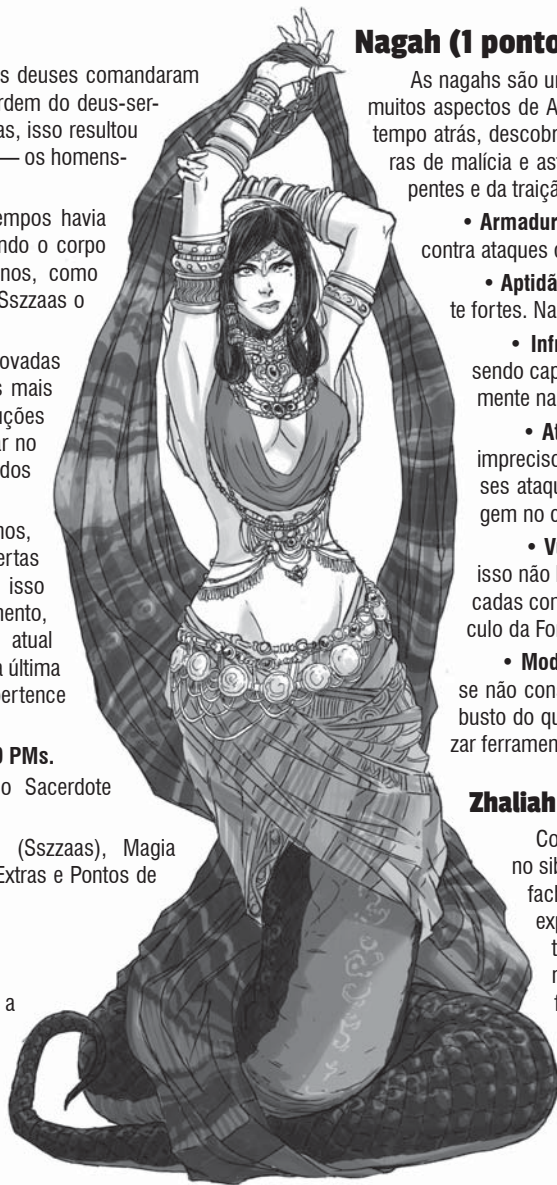 s deuses comandaram
rdem do deus-ser-
as, isso resultou
— os homens-
empos havia
ndo o corpo
nos, como
Sszzaas o
ovadas
s mais
uções
ar no
dos
nos,
ertas
isso
mento,
atual
a última
pertence
0 PMs.
o Sacerdote
(Sszzaas), Magia
Extras e Pontos de
a
Nagah (1 ponto
As nagahs são u
muitos aspectos de A
tempo atrás, descobr
ras de malícia e as
pentes e da traiçã
• Armadur
contra ataques
• Aptidã
te fortes. Na
• Infr
sendo cap
mente na
• At
imprecisc
ses ataqu
gem no c
• V
isso não
cadas con
culo da For
• Mod
se não con
busto do qu
zar ferramen
Zhaliah
Co
no sib
facl
exp
t